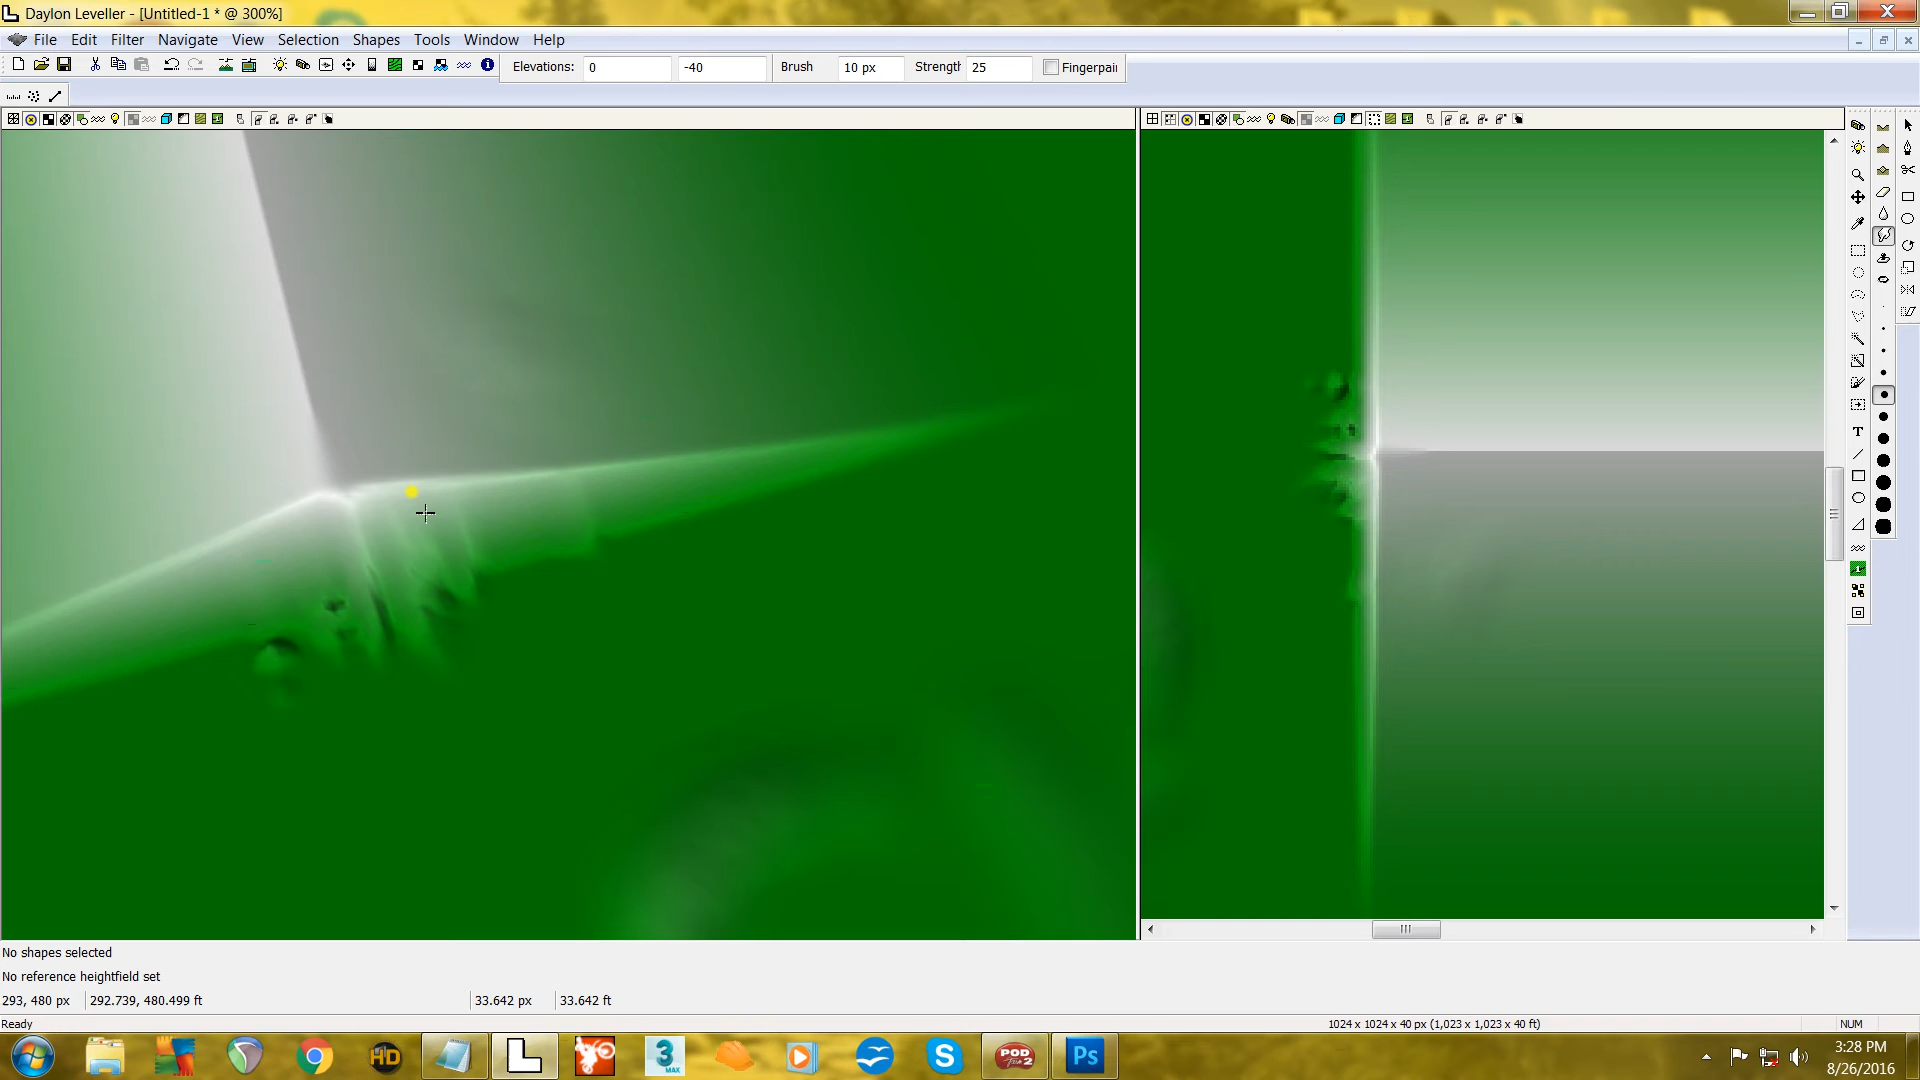 Daylon Leveller - [Untitled-1 * @ 300%]
File Edit Filter Navigate View Selection Shapes Tools Window Help
Elevations: 0 -40 Brush 10 px Strengt 25 Fingerpai
T
No shapes selected
No reference heightfield set
293, 480 px 292.739, 480.499 ft 33.642 px 33.642 ft
Ready 1024 x 1024 x 40 px (1,023 x 1,023 x 40 ft) NUM
HD L 3 MAX S POD 2 Ps
3:28 PM
8/26/2016